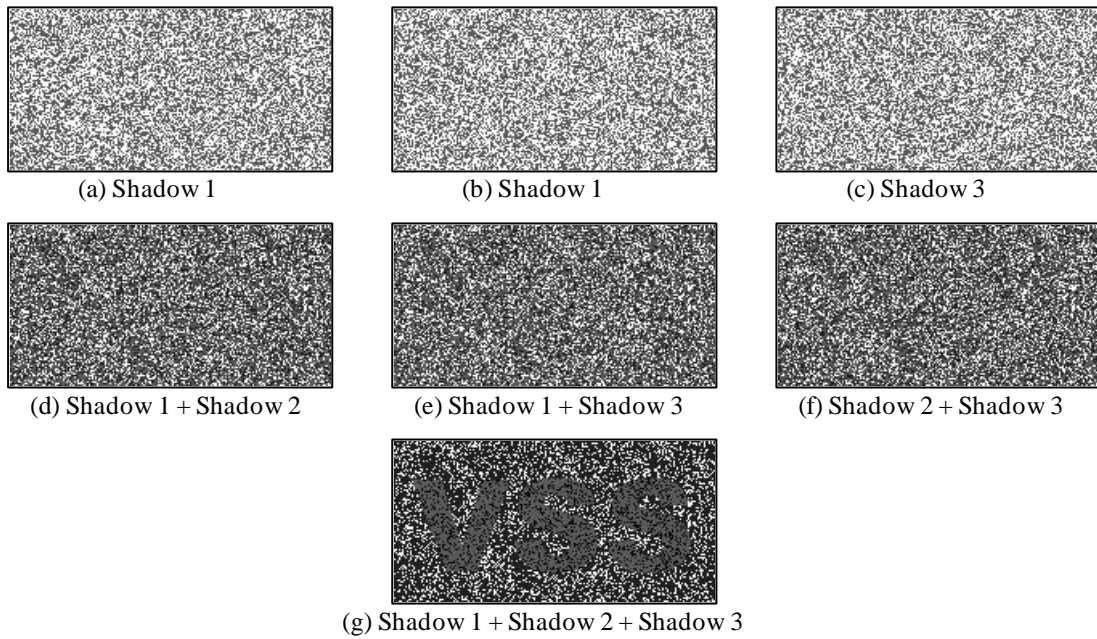 (a) Shadow 1
(b) Shadow 1
(c) Shadow 3
(d) Shadow 1 + Shadow 2
(e) Shadow 1 + Shadow 3
(f) Shadow 2 + Shadow 3
VSS
(g) Shadow 1 + Shadow 2 + Shadow 3